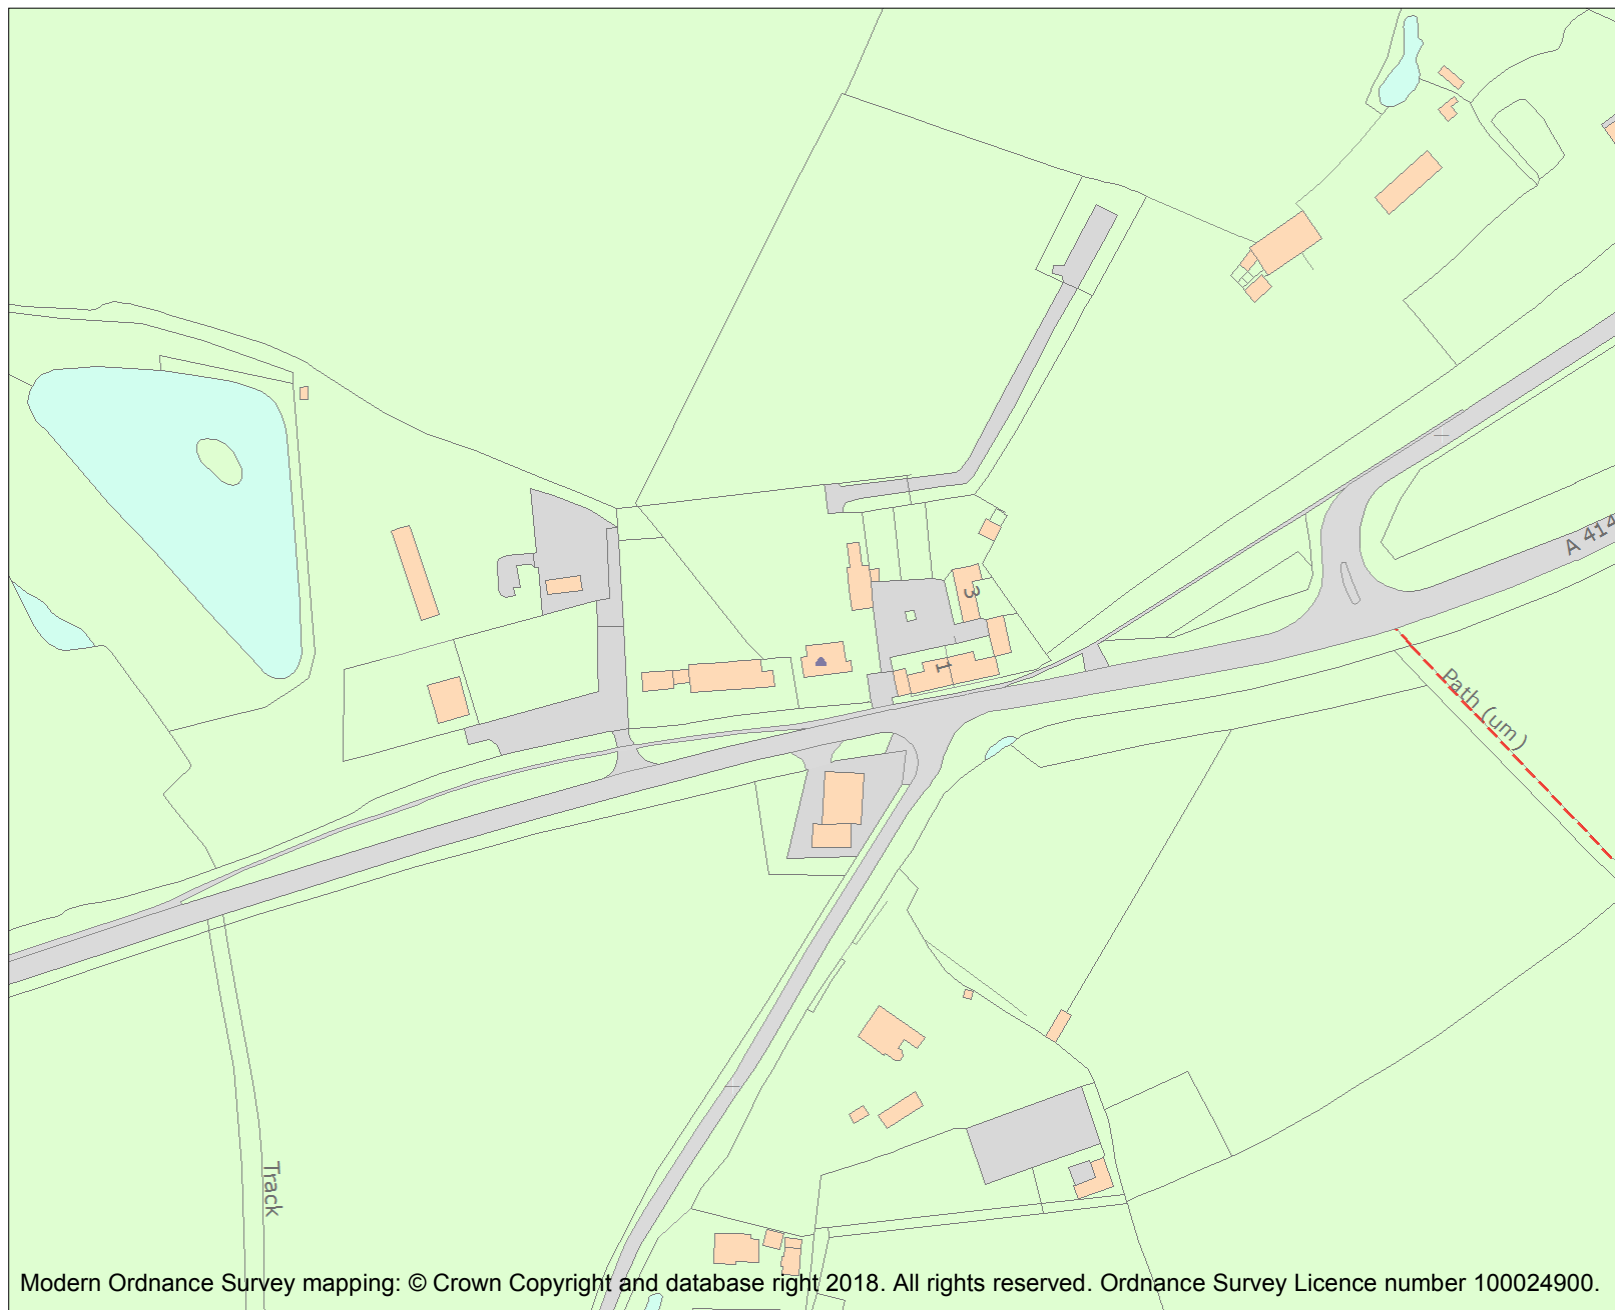 A 414
3
1
Path (um)
Track
Modern Ordnance Survey mapping: © Crown Copyright and database right 2018. All rights reserved. Ordnance Survey Licence number 100024900.